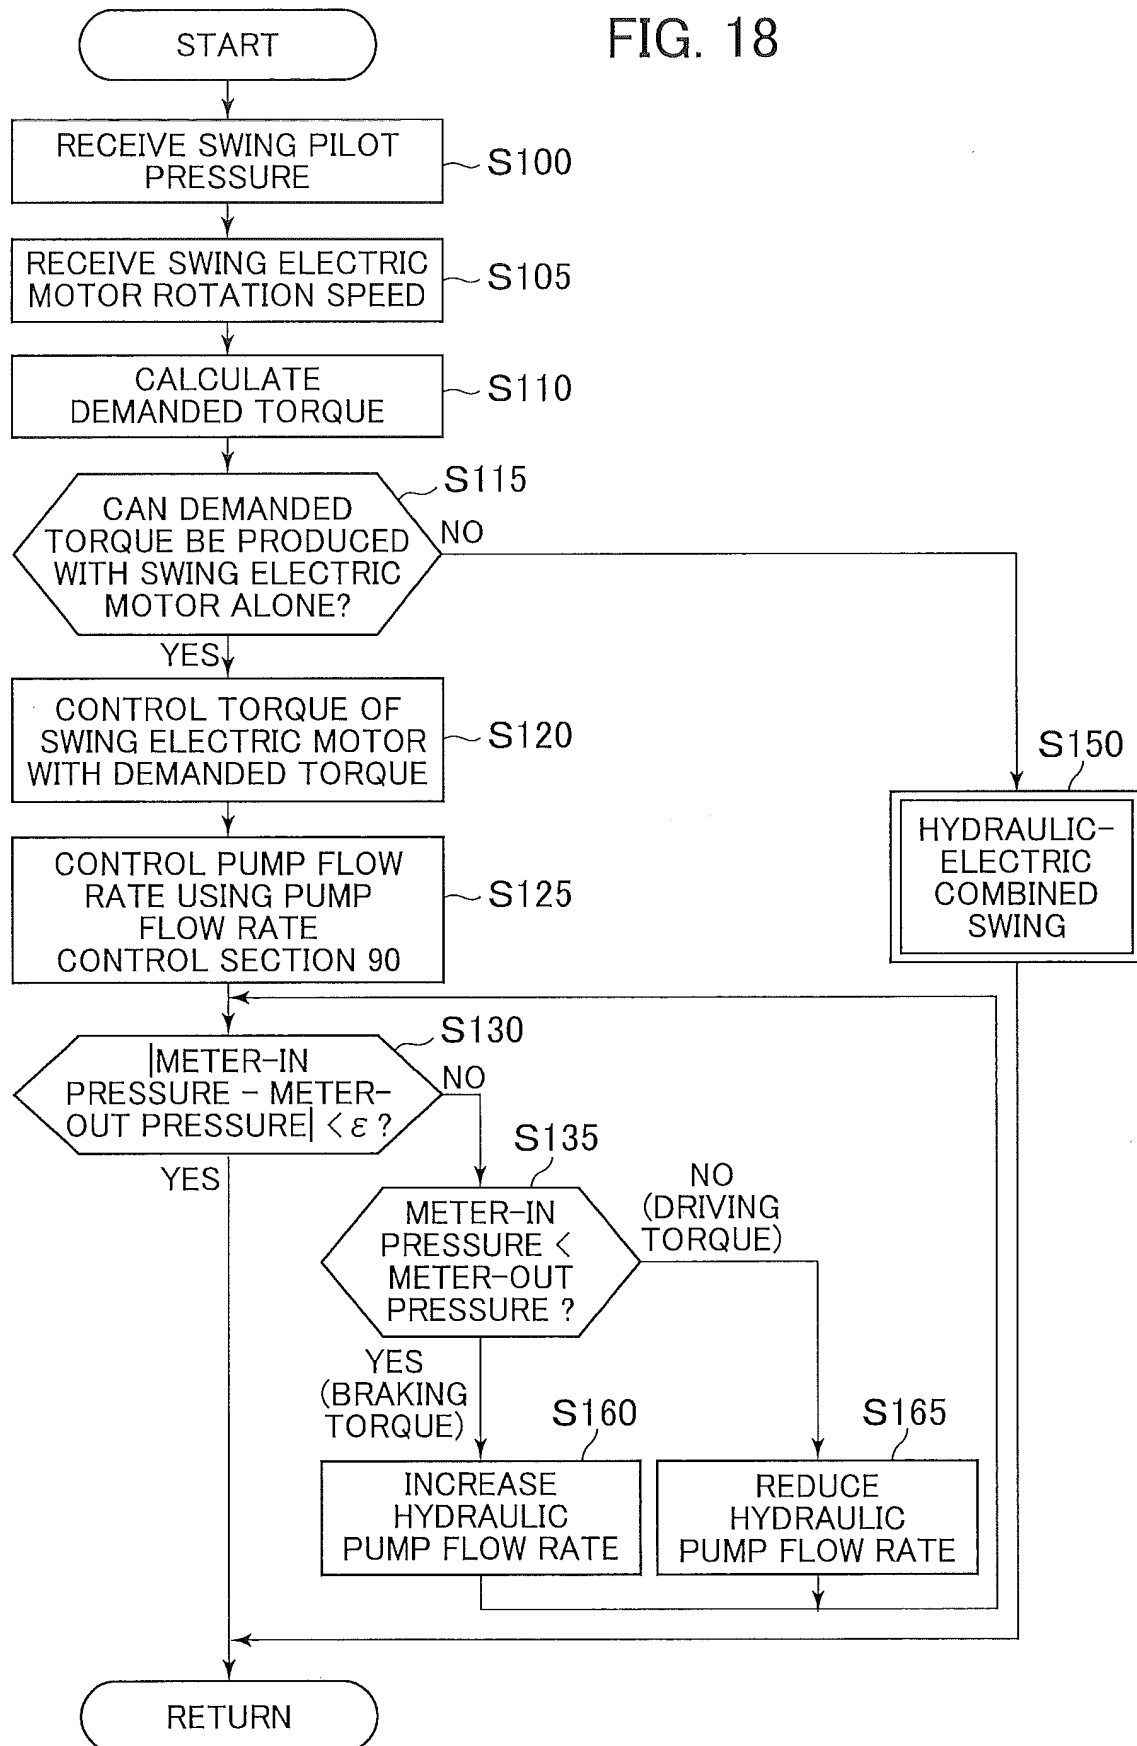 FIG. 18
START
RECEIVE SWING PILOT
PRESSURE
S100
RECEIVE SWING ELECTRIC
MOTOR ROTATION SPEED
S105
CALCULATE
DEMANDED TORQUE
S110
S115
CAN DEMANDED
TORQUE BE PRODUCED
WITH SWING ELECTRIC
MOTOR ALONE?
NO
YES
CONTROL TORQUE OF
SWING ELECTRIC MOTOR
WITH DEMANDED TORQUE
S120
S150
HYDRAULIC-
ELECTRIC
COMBINED
SWING
CONTROL PUMP FLOW
RATE USING PUMP
FLOW RATE
CONTROL SECTION 90
S125
S130
|METER-IN
PRESSURE - METER-
OUT PRESSURE| < ε ?
NO
YES
S135
METER-IN
PRESSURE <
METER-OUT
PRESSURE ?
NO
(DRIVING
TORQUE)
YES
(BRAKING
TORQUE)
S160
INCREASE
HYDRAULIC
PUMP FLOW RATE
S165
REDUCE
HYDRAULIC
PUMP FLOW RATE
RETURN